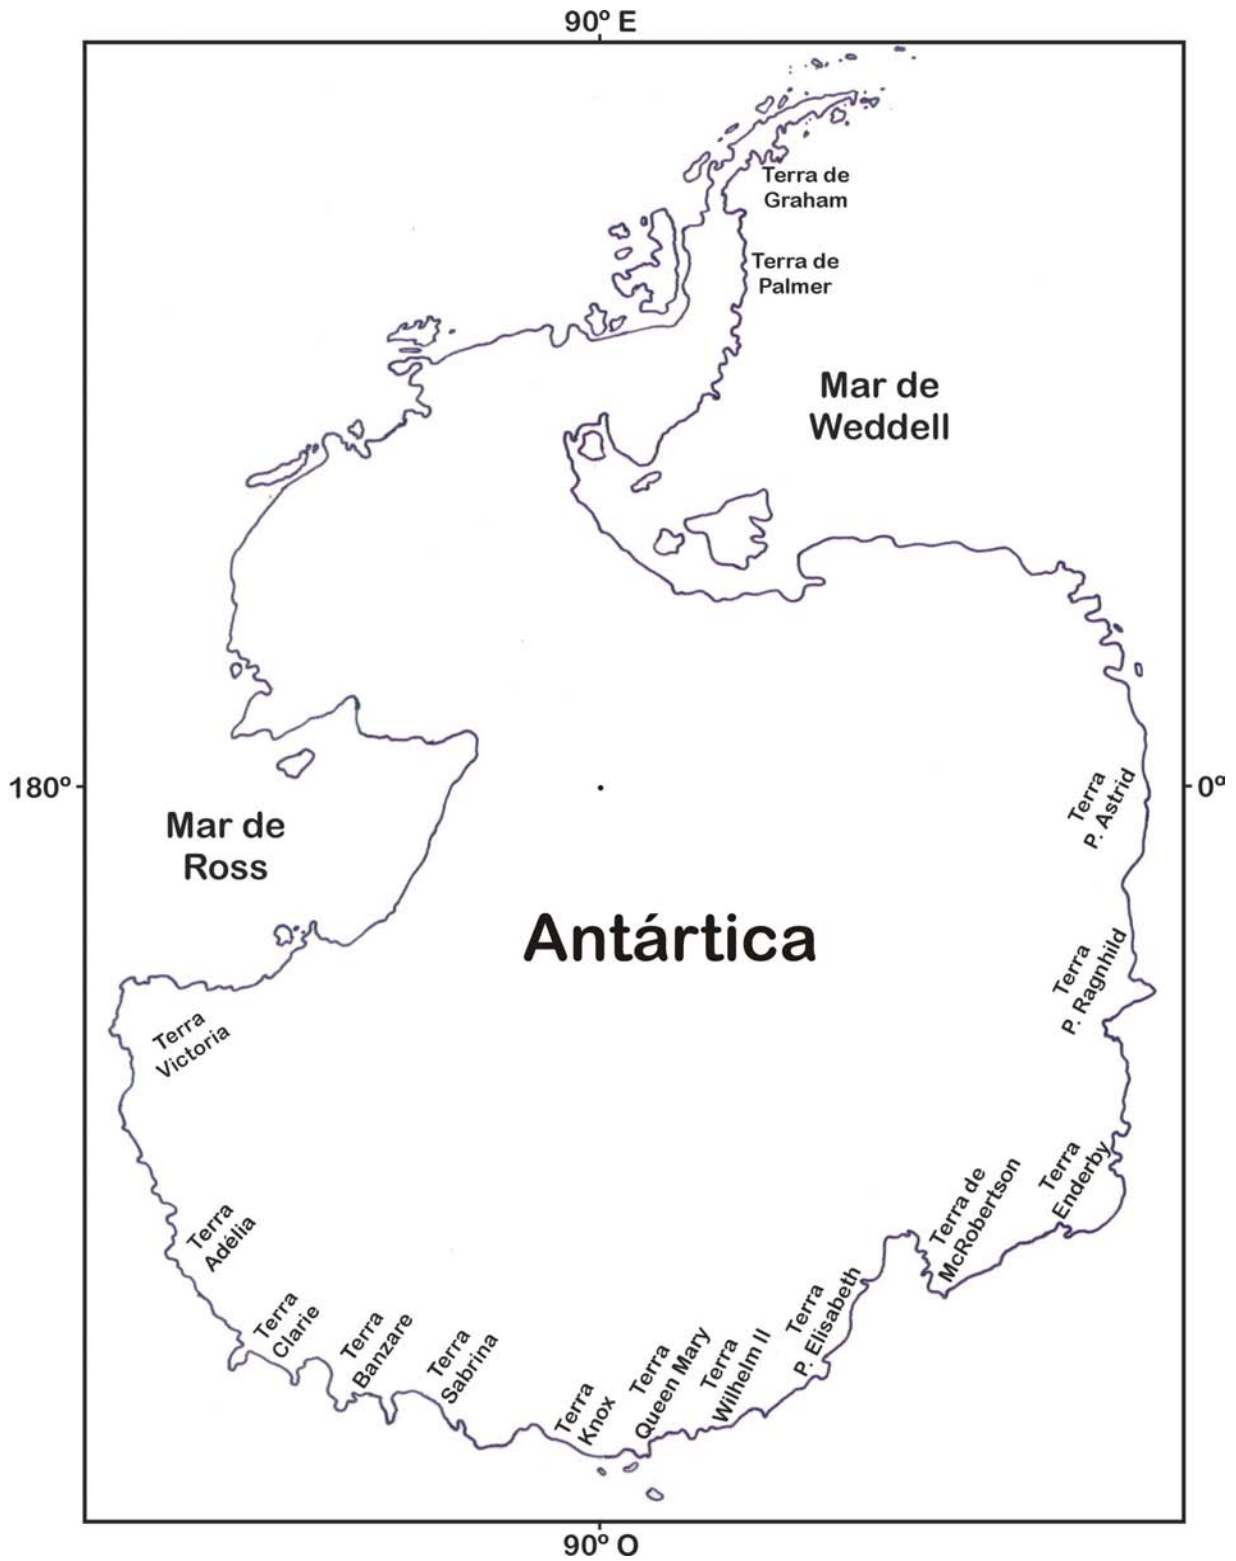 90º E
Terra de
Graham
Terra de
Palmer
Mar de
Weddell
180º
0º
Terra
P. Astrid
Mar de
Ross
Antártica
Terra
P. Ragnhild
Terra
Victoria
Terra
Enderby
Terra de
McRobertson
Terra
Adélia
Terra
P. Elisabeth
Terra
Clarie
Terra
Banzare
Terra
Sabrina
Terra
Wilhelm II
Terra
Queen Mary
Terra
Knox
90º O